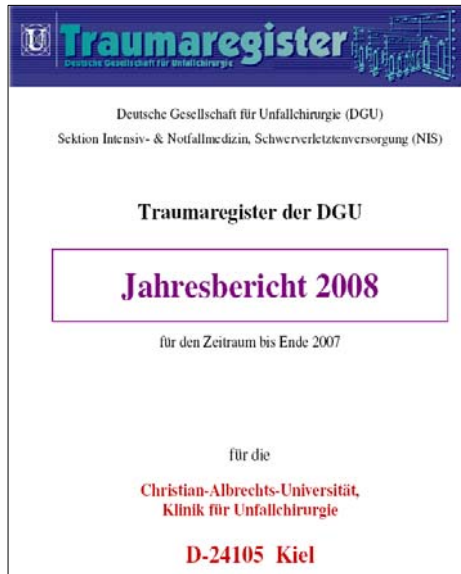 U Traumaregister
Deutsche Gesellschaft für Unfallchirurgie
Deutsche Gesellschaft für Unfallchirurgie (DGU)
Sektion Intensiv- & Notfallmedizin, Schwerverletztenversorgung (NIS)
Traumaregister der DGU
Jahresbericht 2008
für den Zeitraum bis Ende 2007
für die
Christian-Albrechts-Universität,
Klinik für Unfallchirurgie
D-24105 Kiel